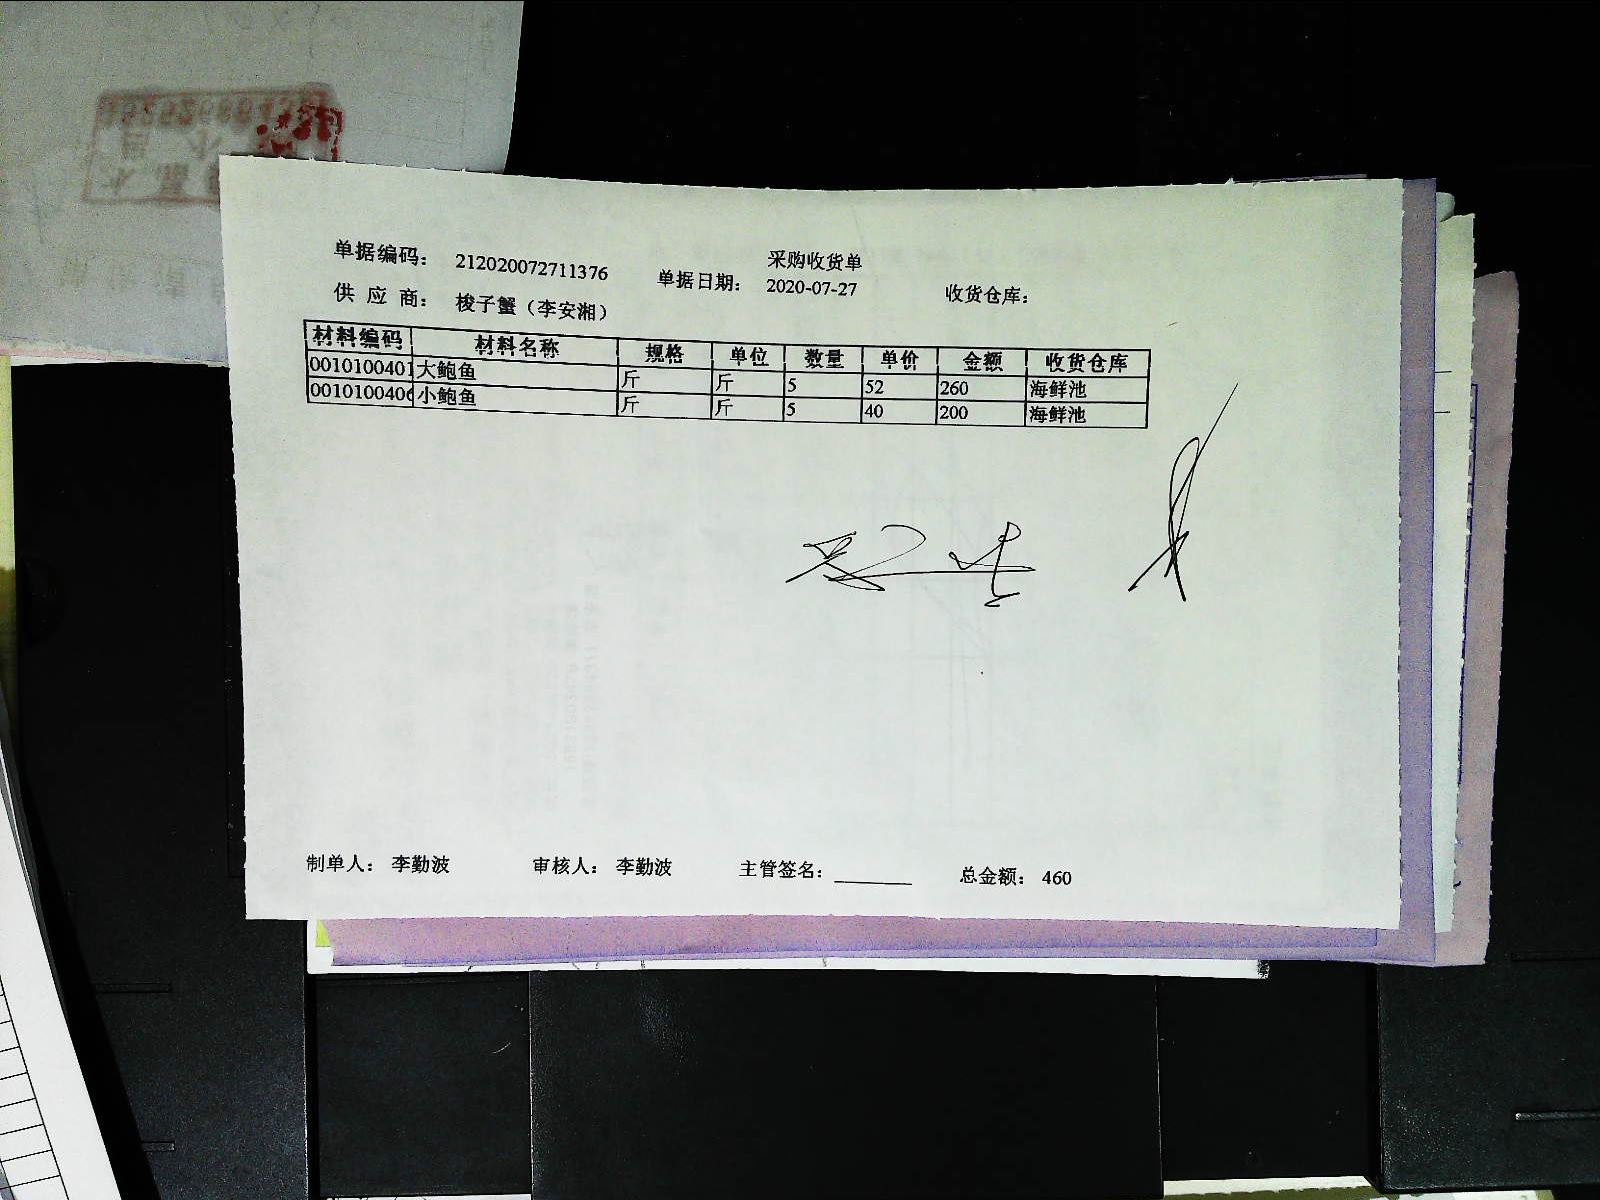 采购收货单
单据编码： 212020072711376 单据日期： 2020-07-27 收货仓库：
供 应 商： 梭子蟹（李安湘）
材料编码 材料名称 规格 单位 数量 单价 金额 收货仓库
0010100401 大鲍鱼 斤 斤 5 52 260 海鲜池
0010100406 小鲍鱼 斤 斤 5 40 200 海鲜池
制单人： 李勤波 审核人： 李勤波 主管签名： 总金额： 460